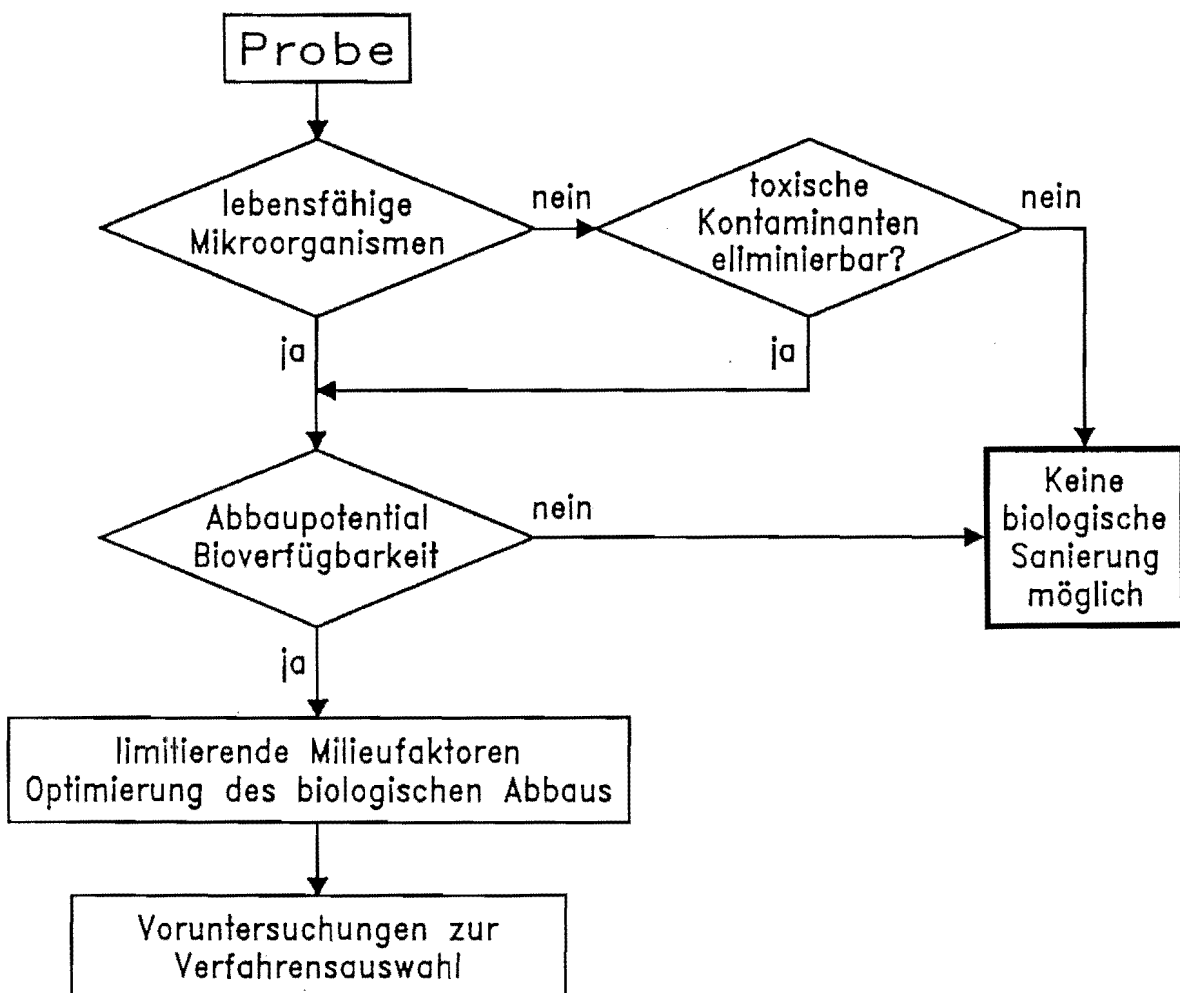 Probe
lebensfähige
Mikroorganismen
nein
toxische
Kontaminanten
eliminierbar?
nein
ja
ja
Abbaupotential
Bioverfügbarkeit
nein
Keine
biologische
Sanierung
möglich
ja
limitierende Milieufaktoren
Optimierung des biologischen Abbaus
Voruntersuchungen zur
Verfahrensauswahl